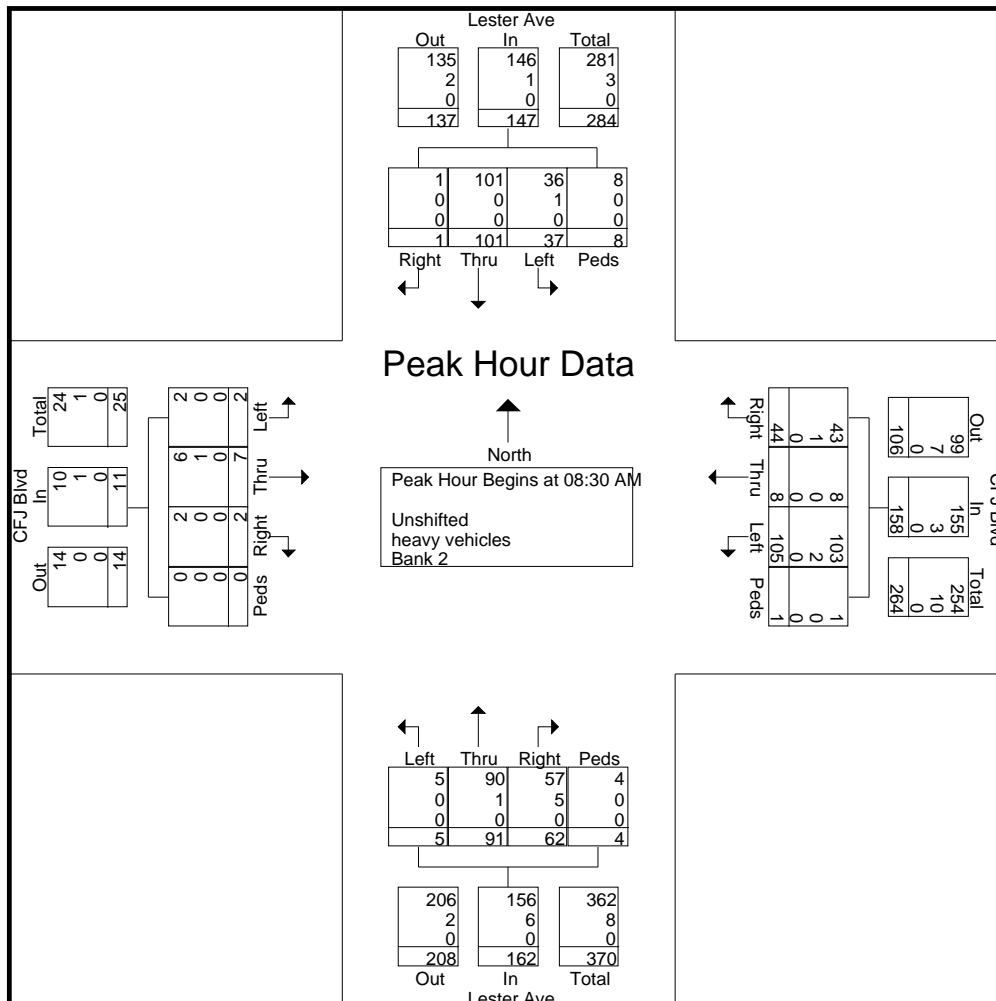 Lester Ave
Out In Total
135 146 281
2 1 3
0 0 0
137 147 284
1 101 36 8
0 0 1 0
0 0 0 0
1 101 37 8
Right Thru Left Peds
Peak Hour Data
North
Peak Hour Begins at 08:30 AM
Unshifted
heavy vehicles
Bank 2
CFJ Blvd
Total In Out
24 10 14
1 1 0
0 0 0
25 11 14
2 6 2 0
0 1 0 0
0 0 0 0
2 7 2 0
Left Thru Right Peds
Right Thru Left Peds
44 8 105 1
0 0 0 0
1 0 2 0
43 8 103 1
106 158 264
0 0 0
7 3 10
99 155 254
Out In Total
CFJ Blvd
Left Thru Right Peds
5 90 57 4
0 1 5 0
0 0 0 0
5 91 62 4
206 156 362
2 6 8
0 0 0
208 162 370
Out In Total
Lester Ave